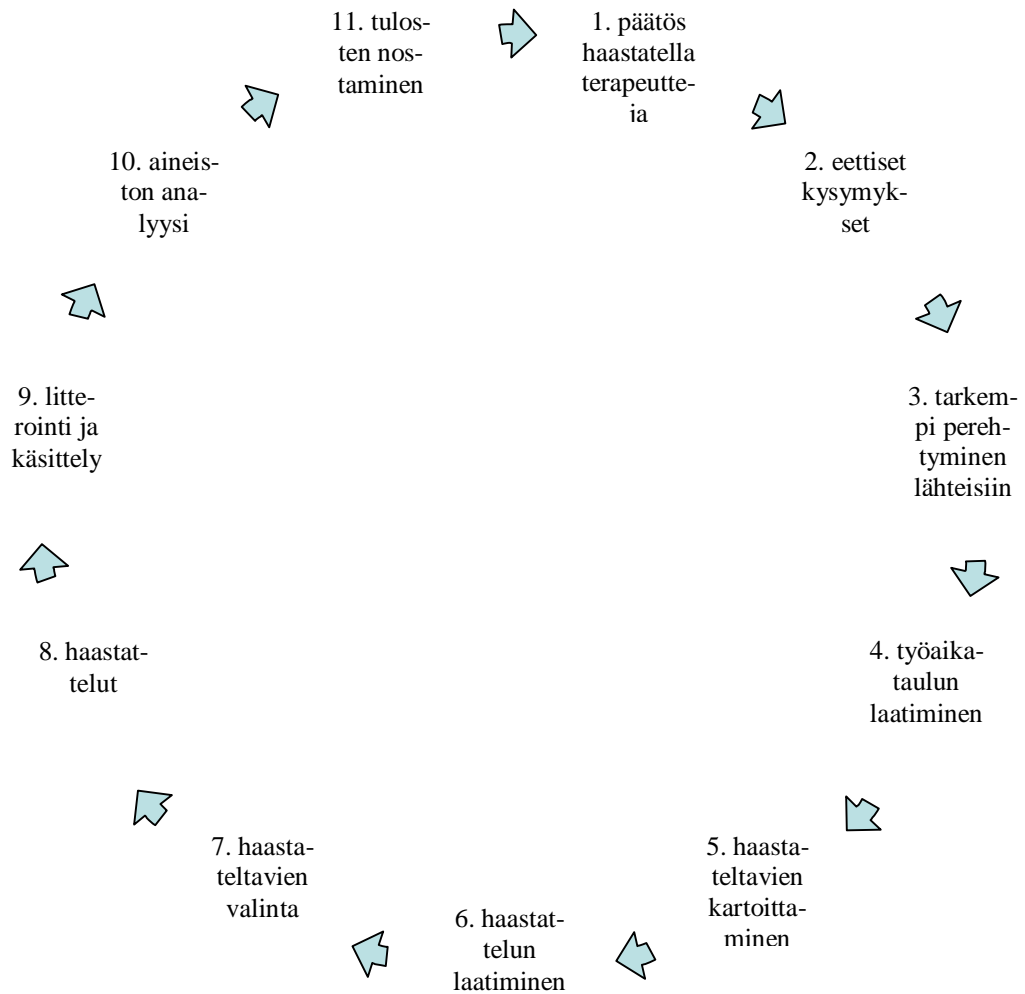 1. päätös
haastatella
terapeutte-
ja
2. eettiset
kysymyk-
set
3. tarkem-
pi pereh-
tyminen
lähteisiin
4. työaika-
taulun
laatiminen
5. haasta-
teltavien
kartoitta-
minen
6. haastat-
telun
laatiminen
7. haasta-
teltavien
valinta
8. haastat-
telut
9. litte-
rointi ja
käsittely
10. aineis-
ton ana-
lyysi
11. tulos-
ten nos-
taminen